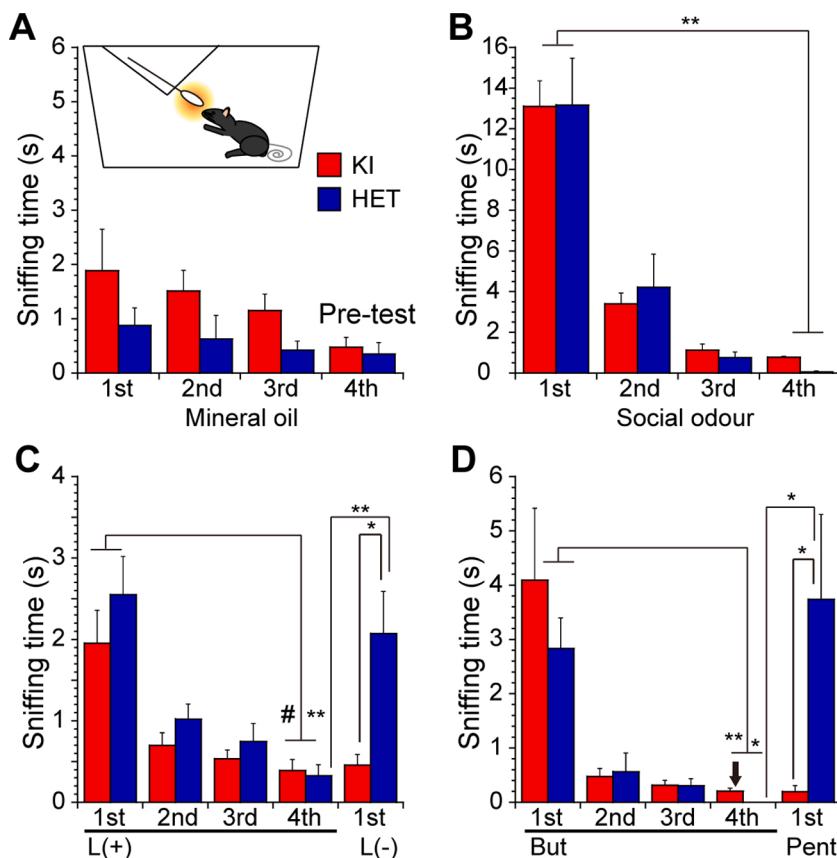 A
Sniffing time (s)
6
5
4
3
2
1
0
KI
HET
Pre-test
1st 2nd 3rd 4th
Mineral oil
B
Sniffing time (s)
16
14
12
10
8
6
4
2
0
**
1st 2nd 3rd 4th
Social odour
C
Sniffing time (s)
4
3
2
1
0
**
*
# **
1st 2nd 3rd 4th 1st
L(+) L(-)
D
Sniffing time (s)
6
5
4
3
2
1
0
*
*
** *
1st 2nd 3rd 4th 1st
But Pent